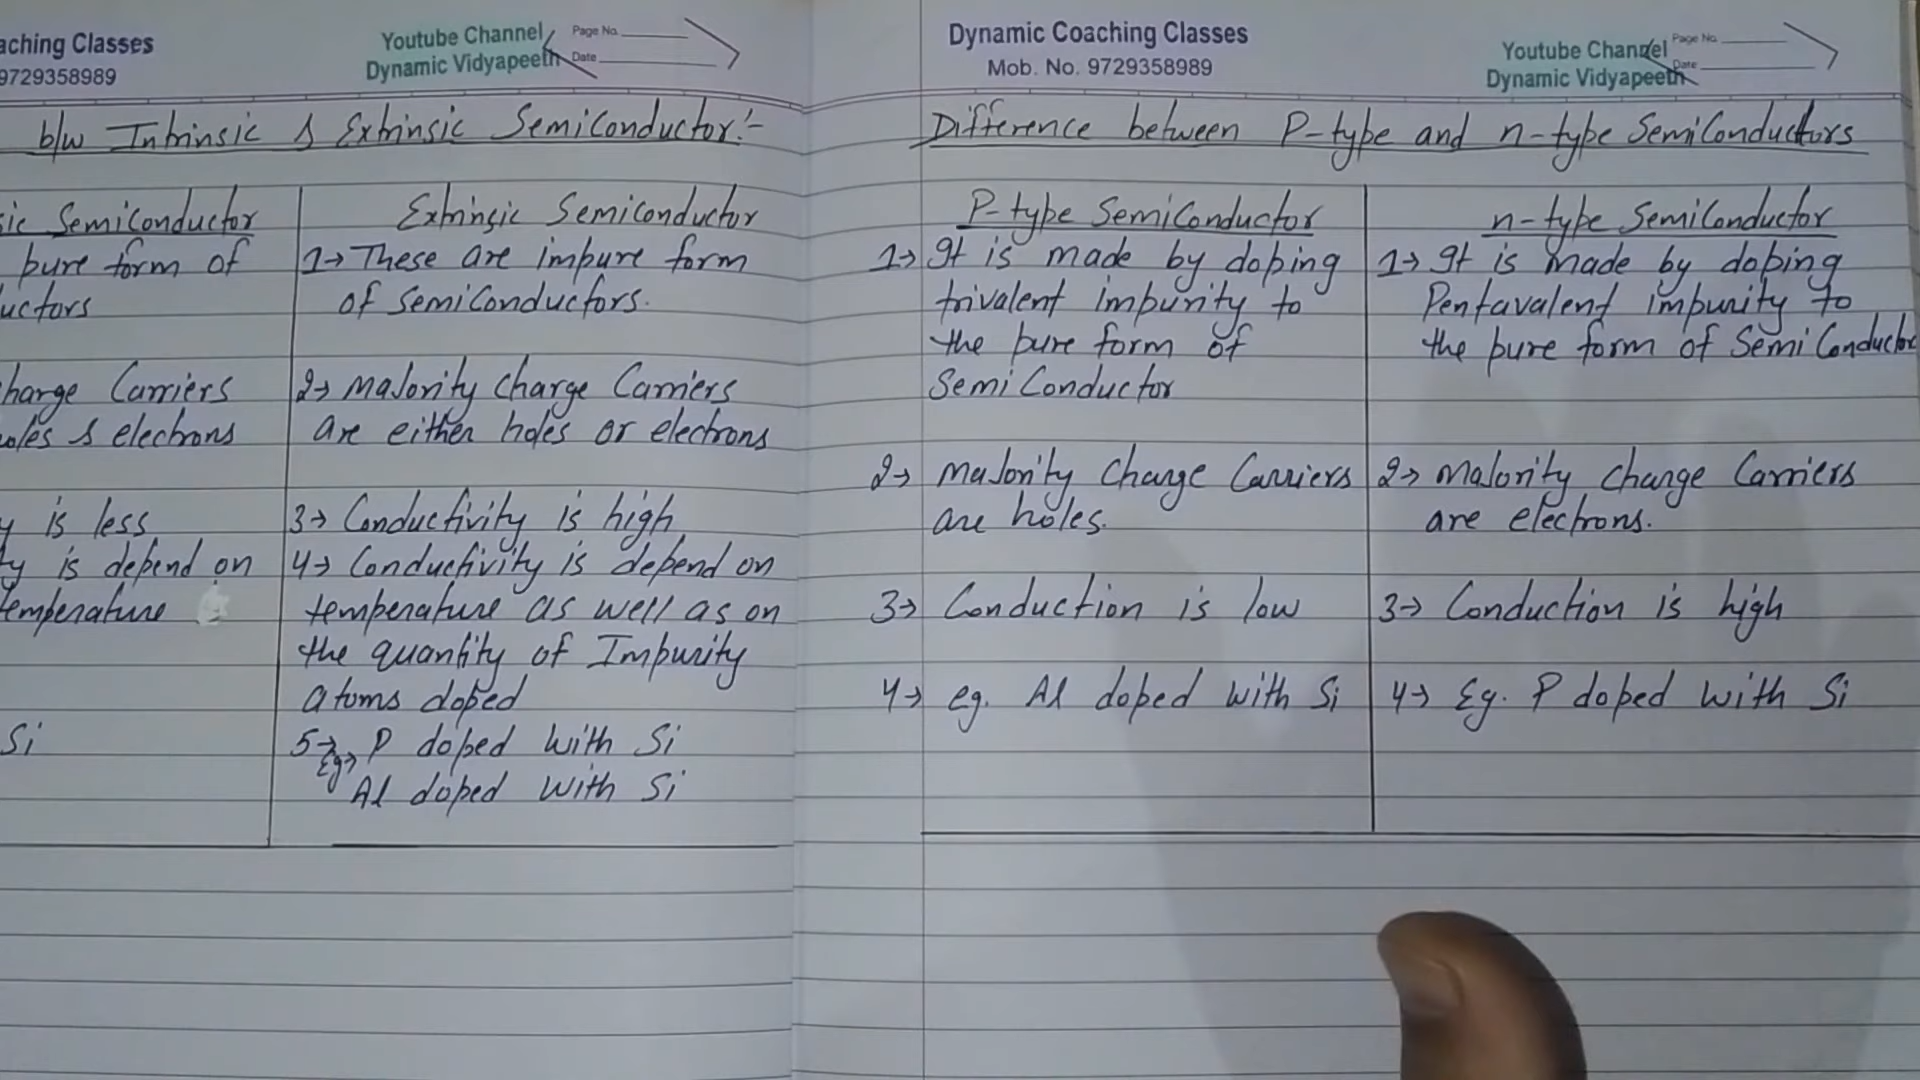 aching Classes
9729358989
Youtube Channel
Dynamic Vidyapeeth
Page No.
Date
b/w Intrinsic & Extrinsic Semiconductor:-
ic Semiconductor
pure form of
uctors
harge Carriers
oles & electrons
y is less
ty is depend on
temperature
Si
Extrinsic Semiconductor
1→ These are impure form
of semiconductors.
2→ Majority charge Carriers
are either holes or electrons
3→ Conductivity is high
4→ Conductivity is depend on
temperature as well as on
the quantity of Impurity
atoms doped
5→ P doped with Si
Eg→
Al doped with Si
Dynamic Coaching Classes
Mob. No. 9729358989
Youtube Channel
Dynamic Vidyapeeth
Page No.
Date
Difference between P-type and n-type SemiConductors
P-type SemiConductor
1→ It is made by doping
trivalent impurity to
the pure form of
SemiConductor
2→ Majority Charge Carriers
are holes.
3→ Conduction is low
4→ eg. Al doped with Si
n-type SemiConductor
1→ It is made by doping
Pentavalent impurity to
the pure form of SemiConductor
2→ Majority charge Carriers
are electrons.
3→ Conduction is high
4→ Eg. P doped with Si